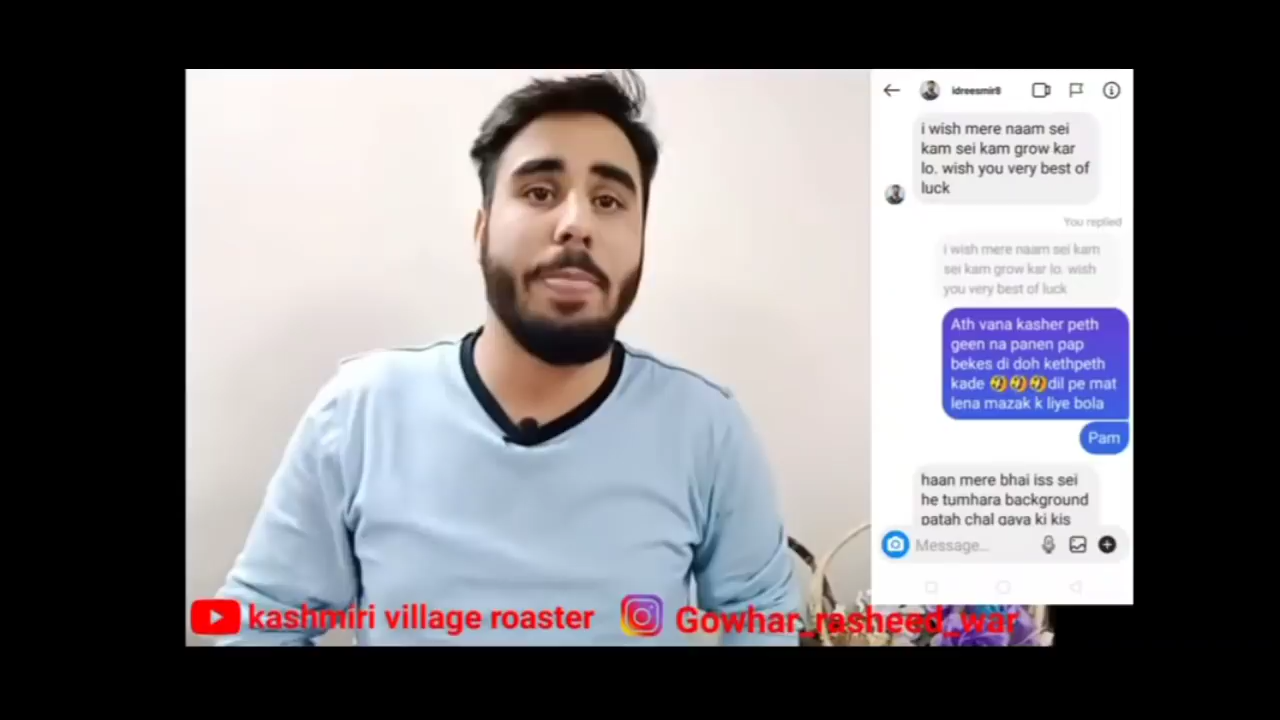 idreesmir8
i wish mere naam sei
kam sei kam grow kar
lo. wish you very best of
luck
You replied
i wish mere naam sei kam
sei kam grow kar lo. wish
you very best of luck
Ath vana kasher peth
geen na panen pap
bekes di doh kethpeth
kade 🤣🤣🤣dil pe mat
lena mazak k liye bola
Pam
haan mere bhai iss sei
he tumhara background
patah chal gaya ki kis
Message...
kashmiri village roaster
Gowhar_rasheed_war